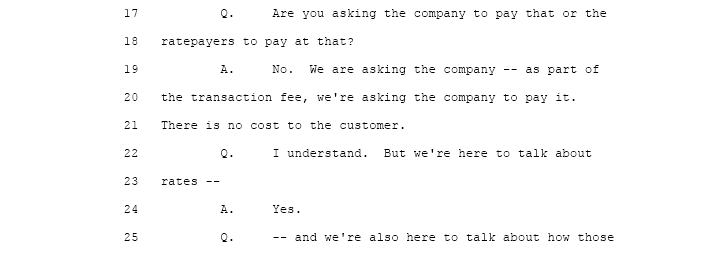 17 Q. Are you asking the company to pay that or the
18 ratepayers to pay at that?
19 A. No. We are asking the company -- as part of
20 the transaction fee, we're asking the company to pay it.
21 There is no cost to the customer.
22 Q. I understand. But we're here to talk about
23 rates --
24 A. Yes.
25 Q. -- and we're also here to talk about how those